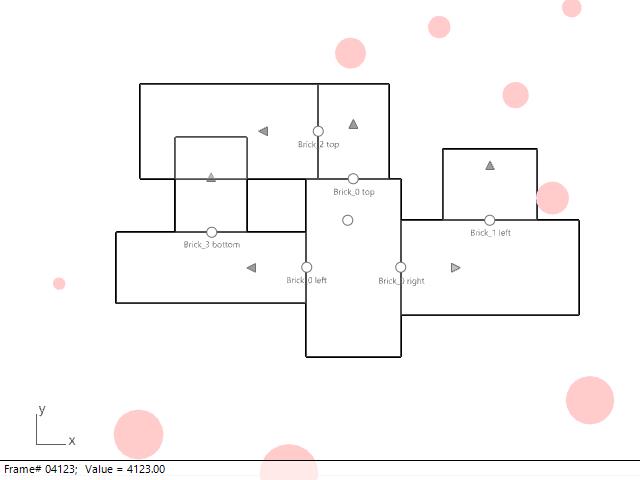 Brick_2 top
Brick_0 top
Brick_1 left
Brick_3 bottom
Brick_0 left
Brick_0 right
y
x
Frame# 04123;  Value = 4123.00